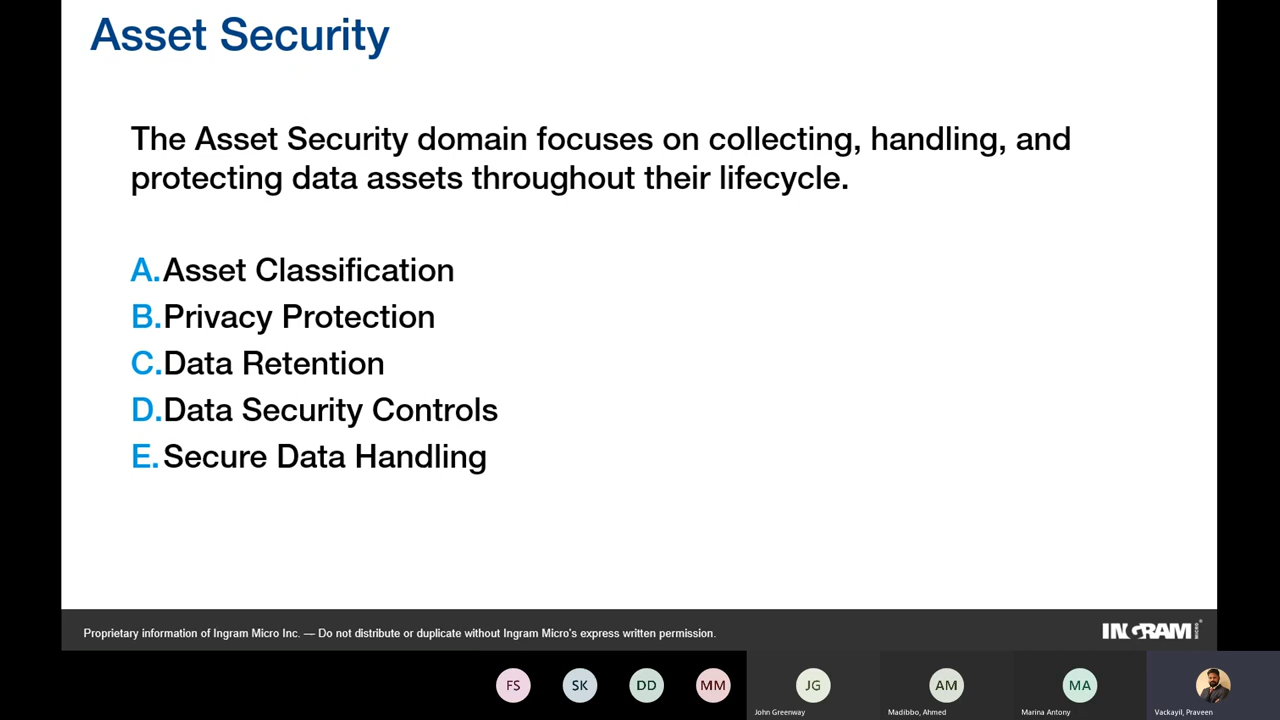 Asset Security
The Asset Security domain focuses on collecting, handling, and
protecting data assets throughout their lifecycle.
A. Asset Classification
B. Privacy Protection
C. Data Retention
D. Data Security Controls
E. Secure Data Handling
Proprietary information of Ingram Micro Inc. — Do not distribute or duplicate without Ingram Micro's express written permission.
INGRAM MICRO®
FS SK DD MM JG AM MA
John Greenway Madibbo, Ahmed Marina Antony Vackayil, Praveen